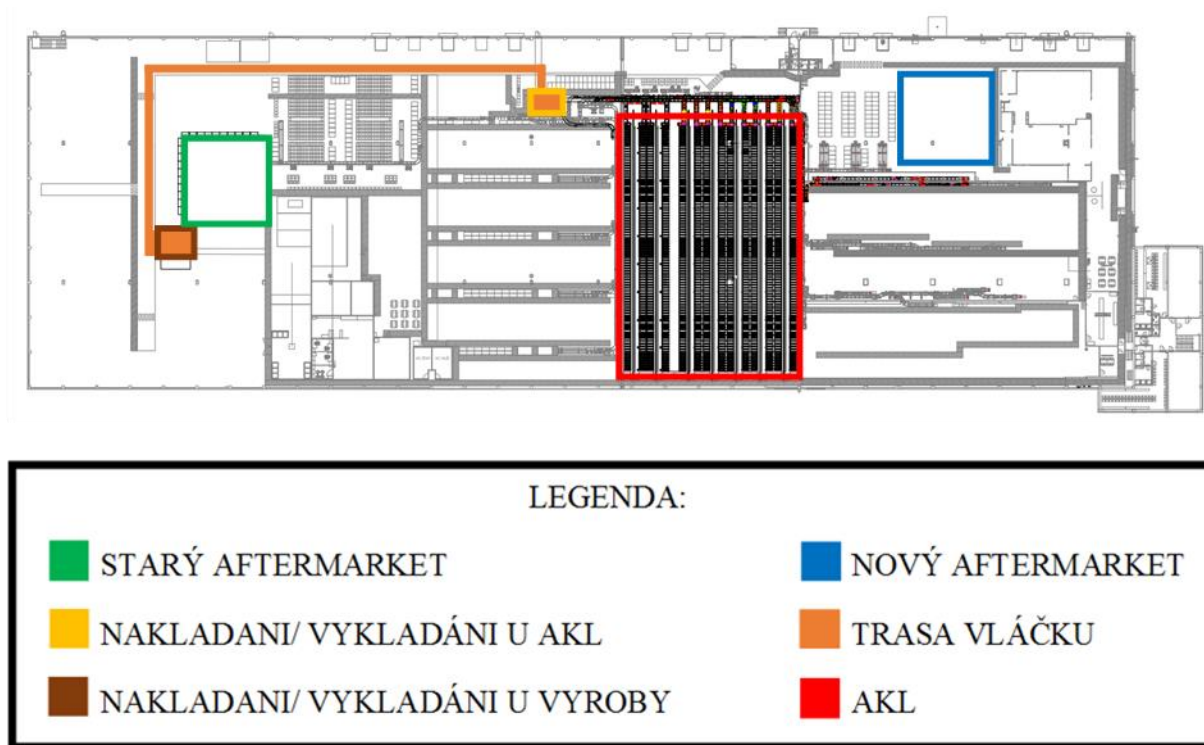 LEGENDA:
STARÝ AFTERMARKET
NOVÝ AFTERMARKET
NAKLADANI/ VYKLADÁNI U AKL
TRASA VLÁČKU
NAKLADANI/ VYKLADÁNI U VYROBY
AKL